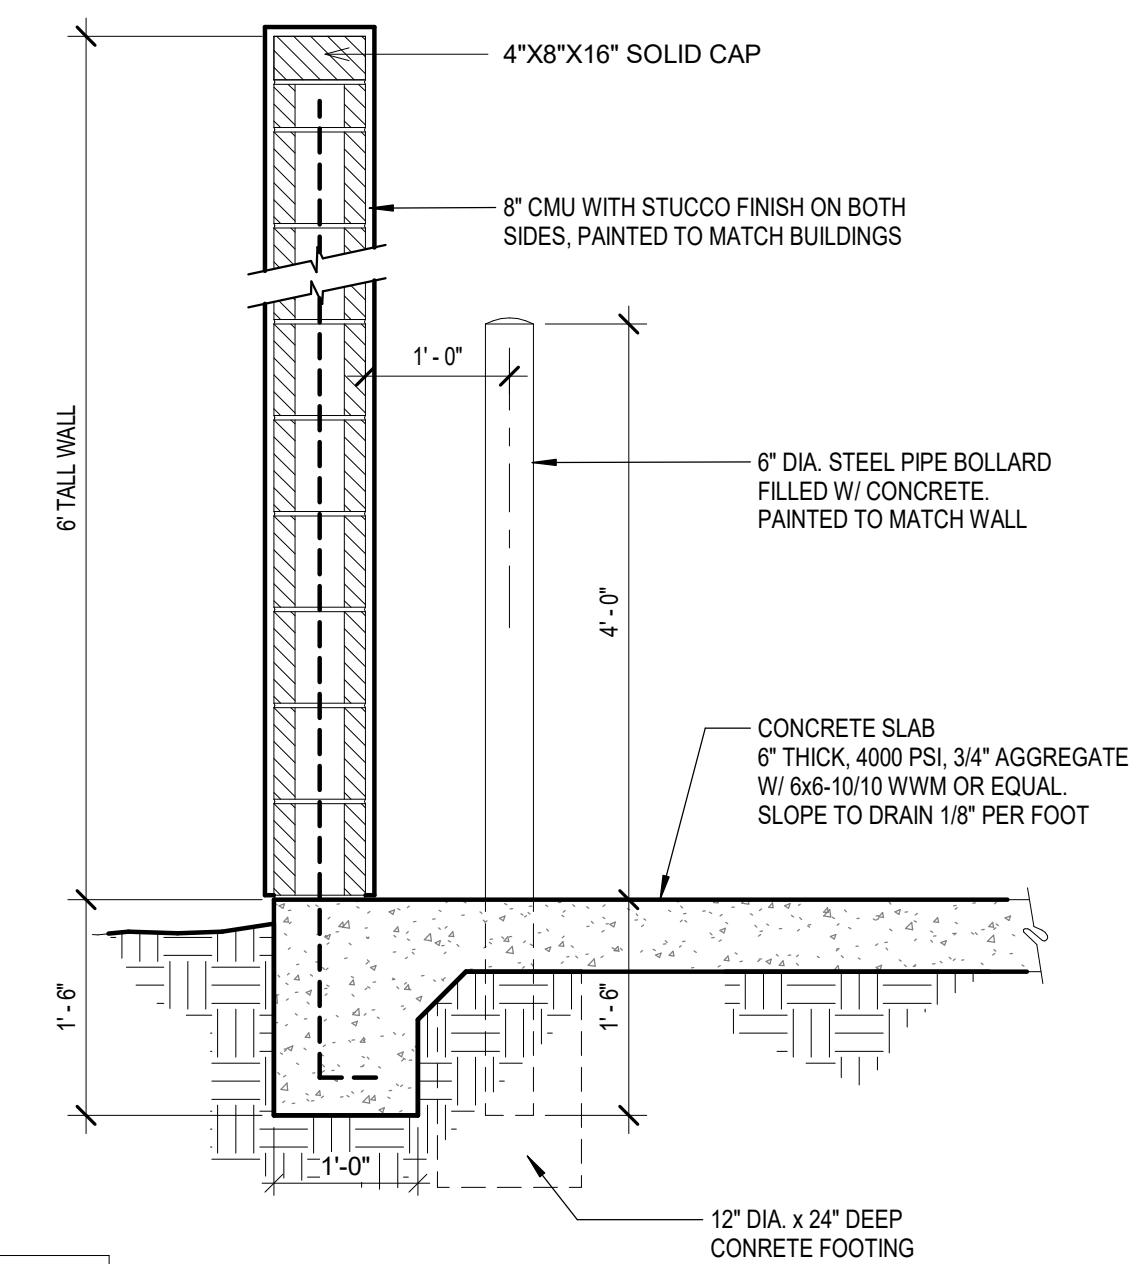 4"X8"X16" SOLID CAP
8" CMU WITH STUCCO FINISH ON BOTH
SIDES, PAINTED TO MATCH BUILDINGS
1' - 0"
6' TALL WALL
6" DIA. STEEL PIPE BOLLARD
FILLED W/ CONCRETE.
PAINTED TO MATCH WALL
4' - 0"
CONCRETE SLAB
6" THICK, 4000 PSI, 3/4" AGGREGATE
W/ 6x6-10/10 WWM OR EQUAL.
SLOPE TO DRAIN 1/8" PER FOOT
1' - 6"
1' - 6"
1'-0"
12" DIA. x 24" DEEP
CONRETE FOOTING